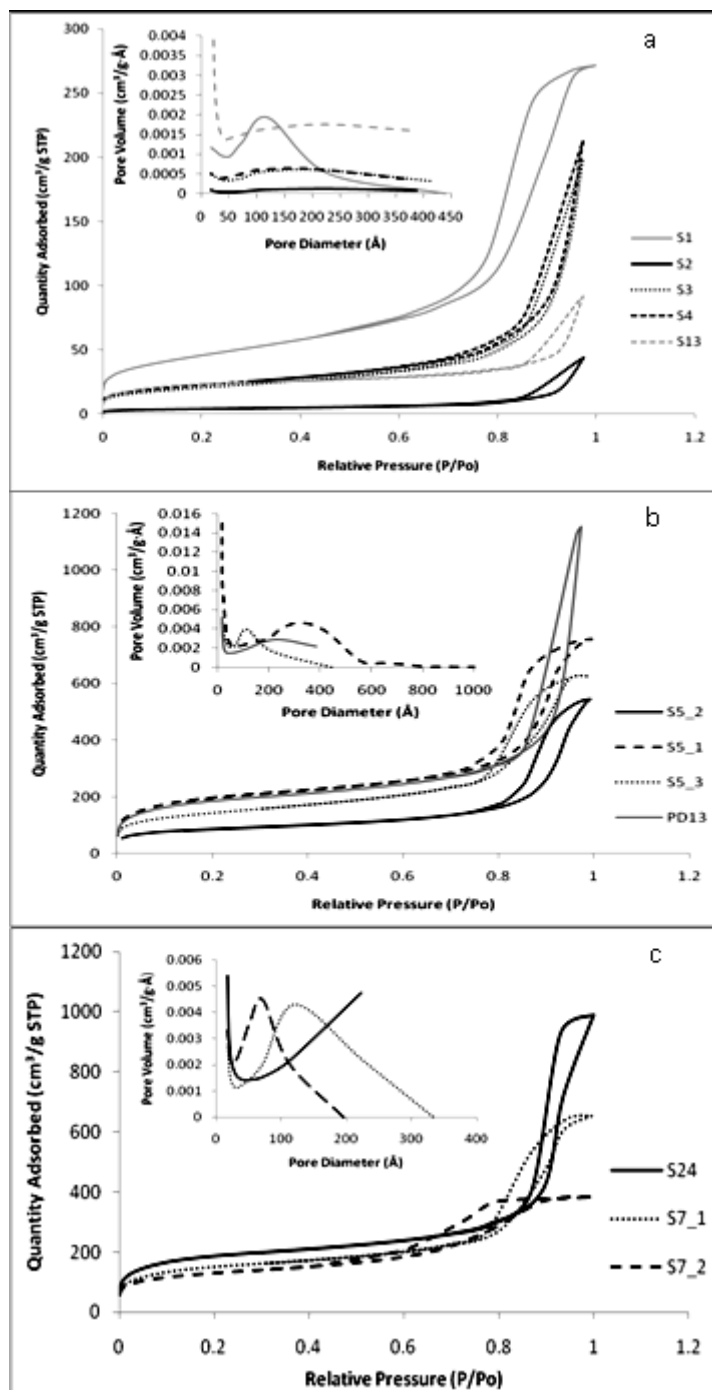 a
300
250
200
150
100
50
0
Quantity Adsorbed (cm³/g STP)
0 0.2 0.4 0.6 0.8 1 1.2
Relative Pressure (P/Po)
0.004
0.0035
0.003
0.0025
0.002
0.0015
0.001
0.0005
0
Pore Volume (cm³/g·Å)
0 50 100 150 200 250 300 350 400 450
Pore Diameter (Å)
S1
S2
S3
S4
S13
b
1200
1000
800
600
400
200
0
Quantity Adsorbed (cm³/g STP)
0 0.2 0.4 0.6 0.8 1 1.2
Relative Pressure (P/Po)
0.016
0.014
0.012
0.01
0.008
0.006
0.004
0.002
0
Pore Volume (cm³/g·Å)
0 200 400 600 800 1000
Pore Diameter (Å)
S5_2
S5_1
S5_3
PD13
c
1200
1000
800
600
400
200
0
Quantity Adsorbed (cm³/g STP)
0 0.2 0.4 0.6 0.8 1 1.2
Relative Pressure (P/Po)
0.006
0.005
0.004
0.003
0.002
0.001
0
Pore Volume (cm³/g·Å)
0 100 200 300 400
Pore Diameter (Å)
S24
S7_1
S7_2